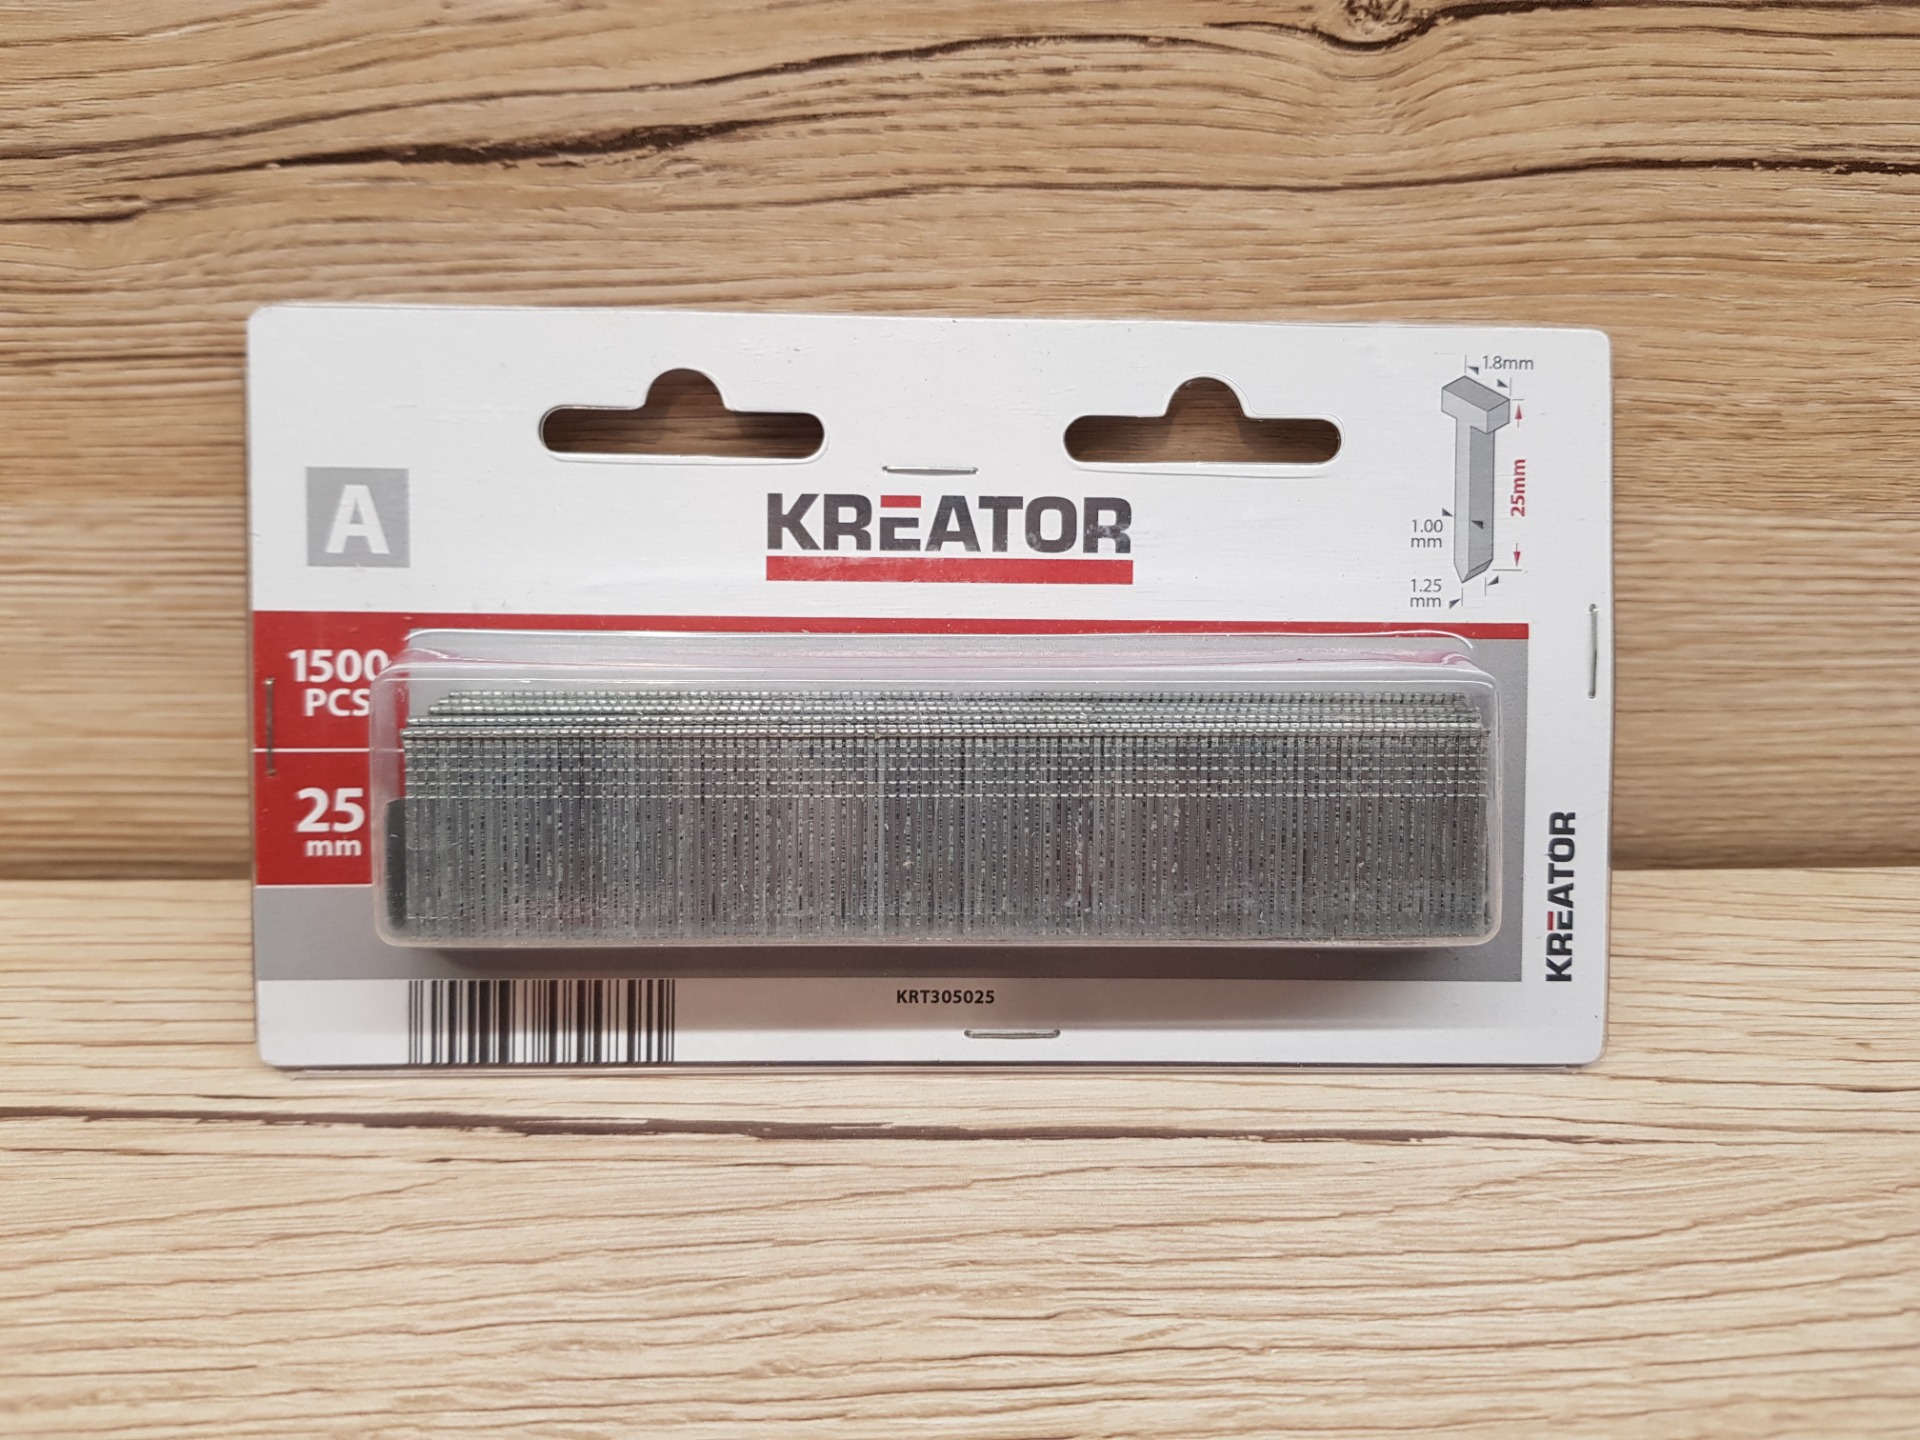 1.8mm
A
KREATOR
25mm
1.00
mm
1.25
mm
1500
PCS
25
mm
KREATOR
KRT305025